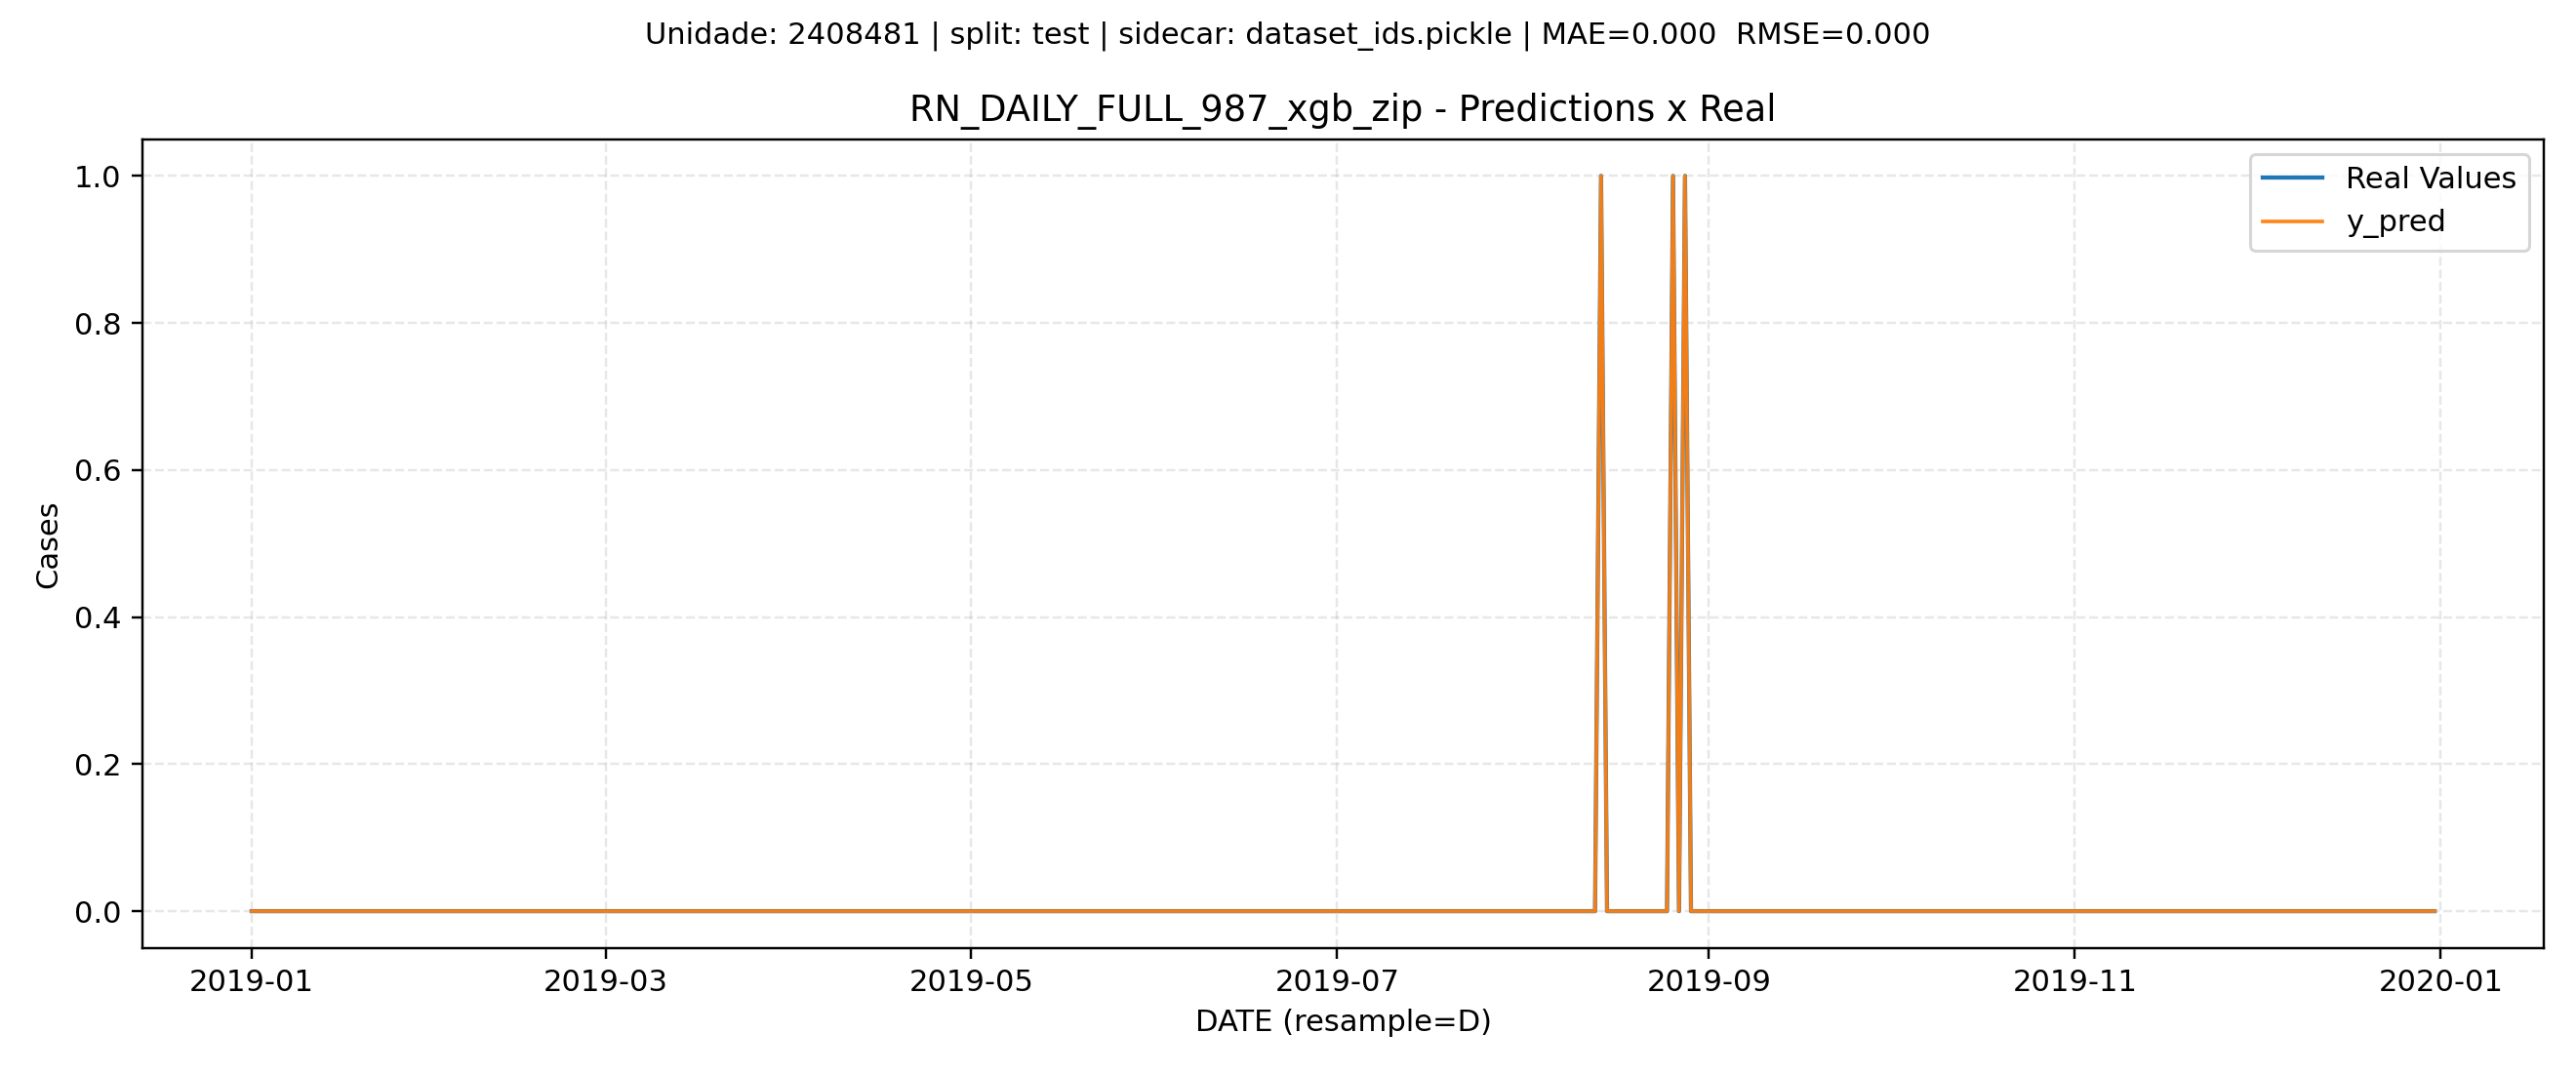 Unidade: 2408481 | split: test | sidecar: dataset_ids.pickle | MAE=0.000  RMSE=0.000
RN_DAILY_FULL_987_xgb_zip - Predictions x Real
Real Values
y_pred
Cases
1.0
0.8
0.6
0.4
0.2
0.0
2019-01
2019-03
2019-05
2019-07
2019-09
2019-11
2020-01
DATE (resample=D)